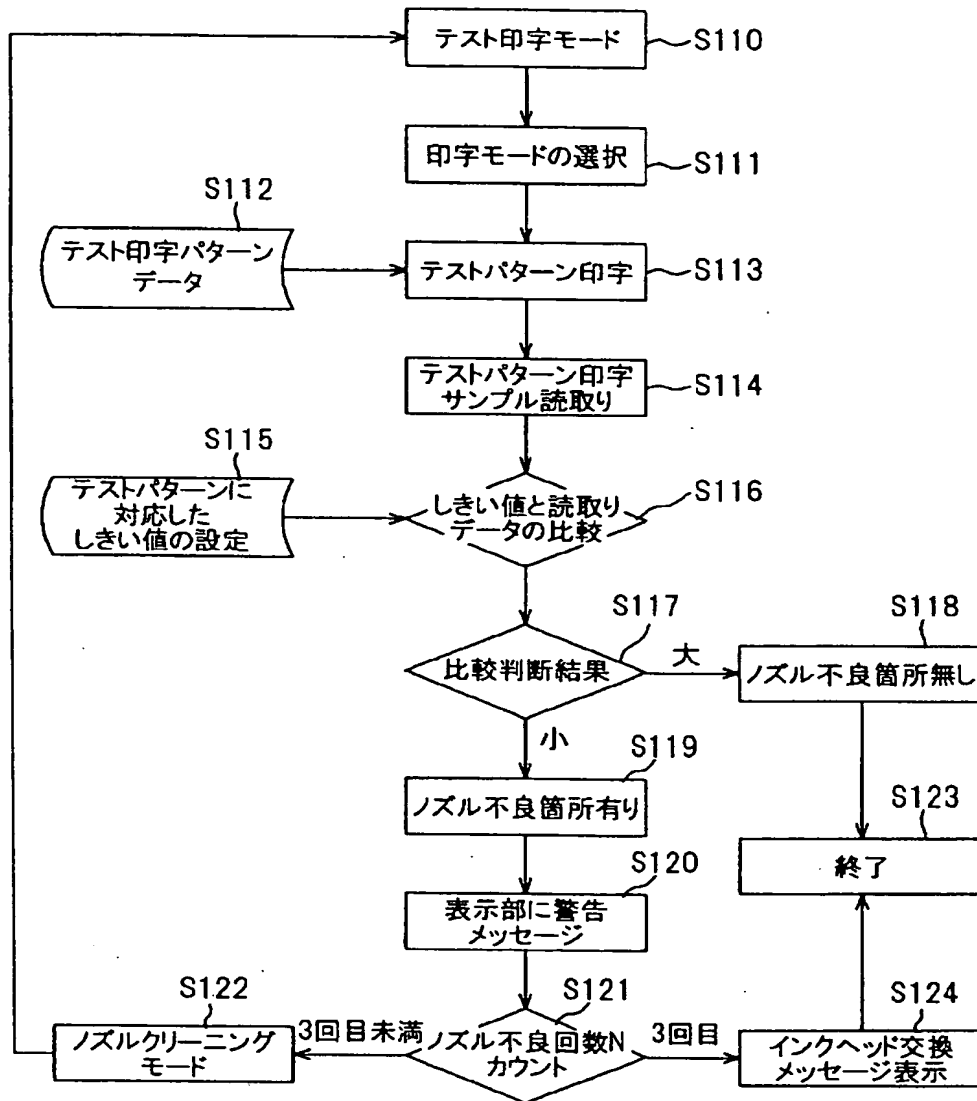 テスト印字モード
S110
印字モードの選択
S111
S112
テスト印字パターン
データ
テストパターン印字
S113
テストパターン印字
サンプル読取り
S114
S115
テストパターンに
対応した
しきい値の設定
しきい値と読取り
データの比較
S116
S117
比較判断結果
大
S118
ノズル不良箇所無し
小
S119
ノズル不良箇所有り
S123
終了
S120
表示部に警告
メッセージ
S122
ノズルクリーニング
モード
3回目未満
S121
ノズル不良回数N
カウント
3回目
S124
インクヘッド交換
メッセージ表示